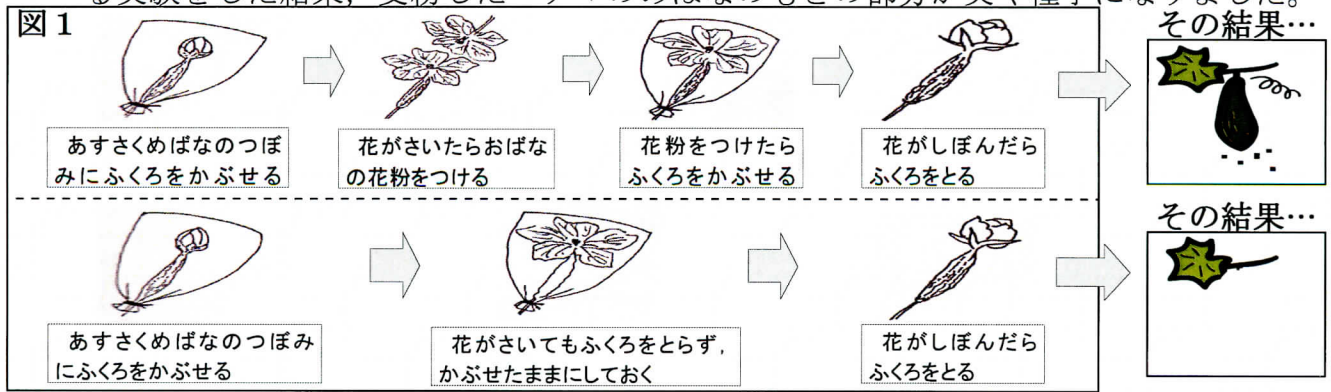 図1
その結果…
あすさくめばなのつぼ
みにふくろをかぶせる
花がさいたらおばな
の花粉をつける
花粉をつけたら
ふくろをかぶせる
花がしぼんだら
ふくろをとる
その結果…
あすさくめばなのつぼみ
にふくろをかぶせる
花がさいてもふくろをとらず，
かぶせたままにしておく
花がしぼんだら
ふくろをとる